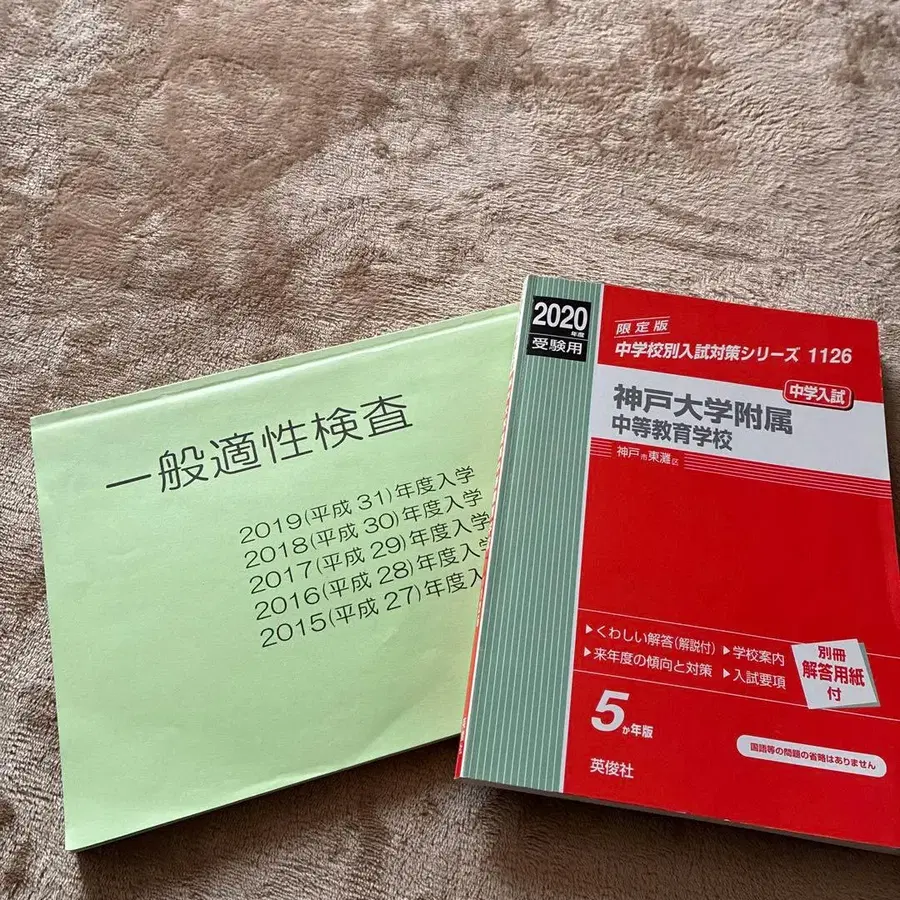 一般適性検査
2019(平成 31)年度入学
2018(平成 30)年度入学
2017(平成 29)年度入学
2016(平成 28)年度入学
2015(平成 27)年度入
2020
年度
受験用
限定版
中学校別入試対策シリーズ 1126
中学入試
神戸大学附属
中等教育学校
神戸市東灘区
▶くわしい解答(解説付) ▶学校案内
▶来年度の傾向と対策 ▶入試要項
別冊
解答用紙
付
5か年版
国語等の問題の省略はありません
英俊社